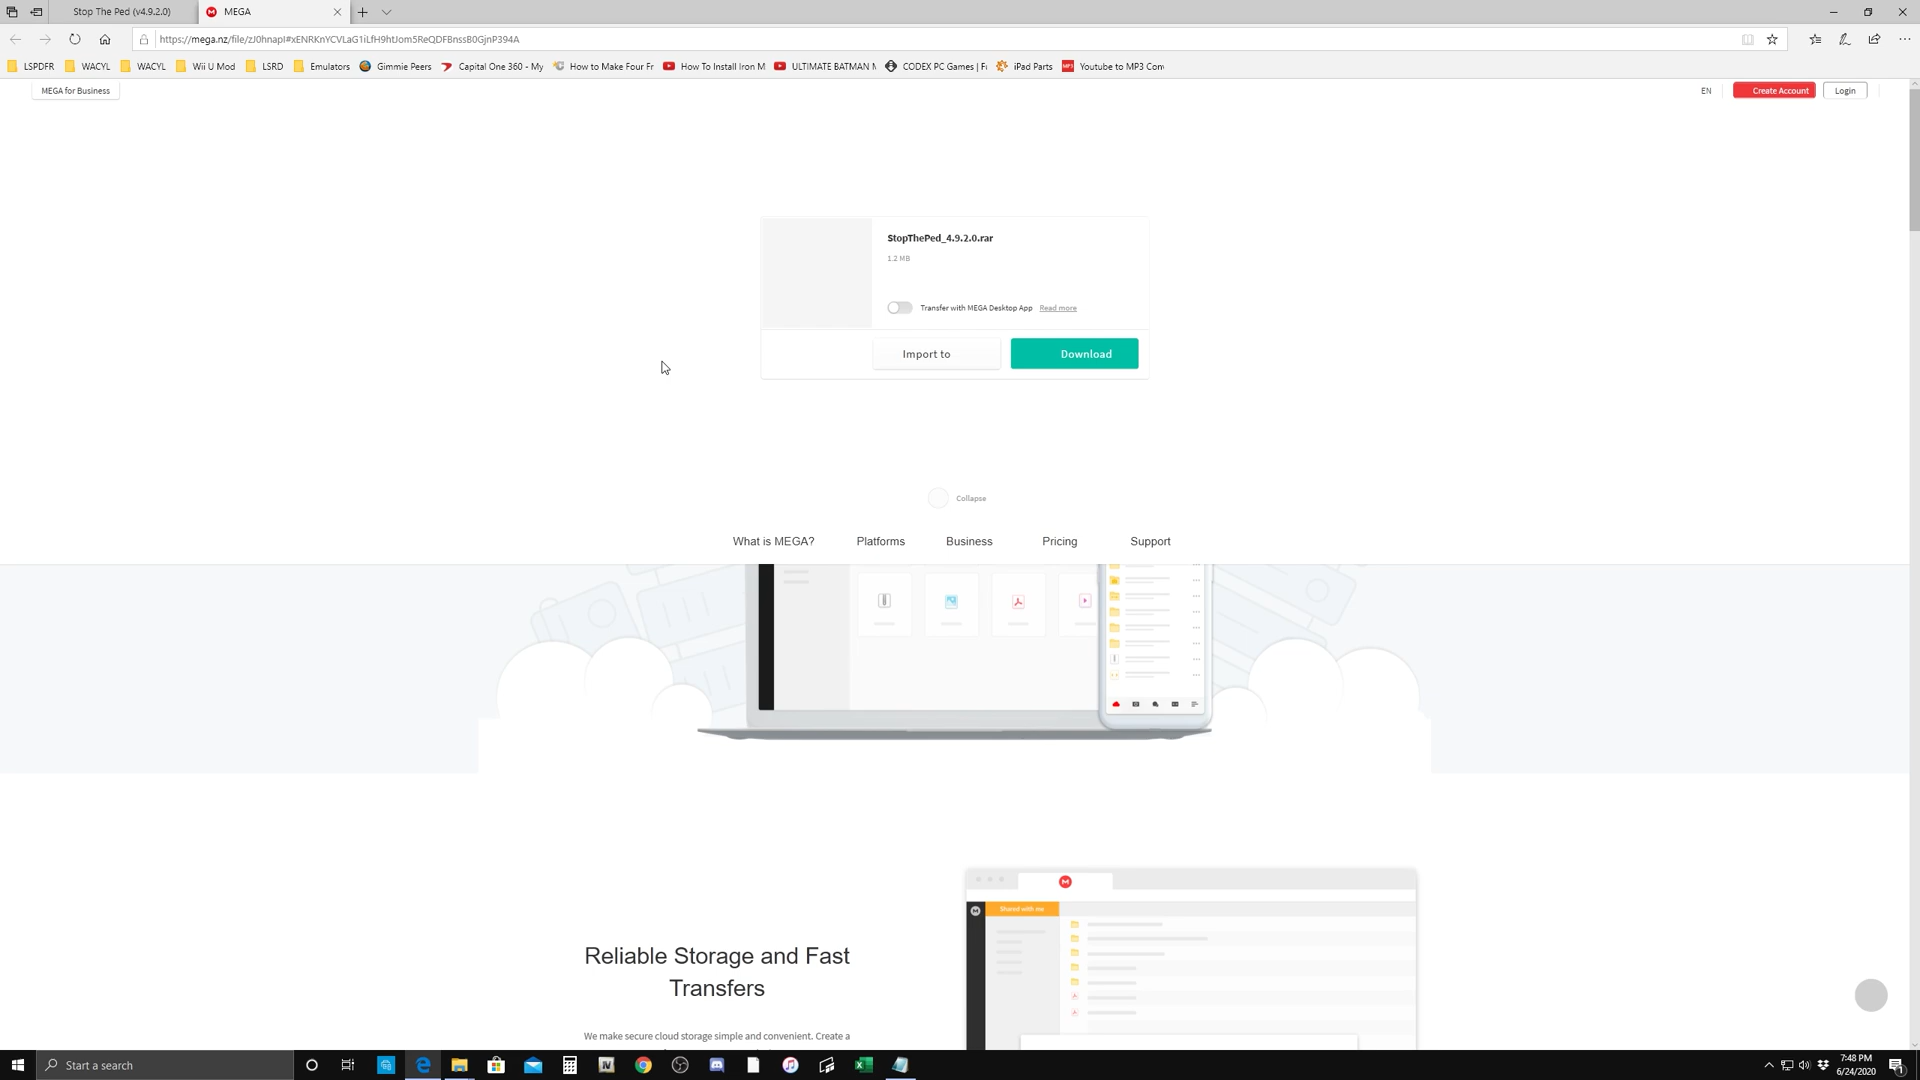 Stop The Ped (v4.9.2.0)
MEGA
https://mega.nz/file/zJ0hnapI#xENRKnYCVLaG1iLfH9htJom5ReQDFBnssB0GjnP394A
LSPDFR
WACYL
WACYL
Wii U Mod
LSRD
Emulators
Gimmie Peers
Capital One 360 - My
How to Make Four Fr
How To Install Iron M
ULTIMATE BATMAN M
CODEX PC Games | F
iPad Parts
Youtube to MP3 Con
MEGA for Business
EN
Create Account
Login
StopThePed_4.9.2.0.rar
1.2 MB
Transfer with MEGA Desktop App Read more
Import to
Download
Collapse
What is MEGA?
Platforms
Business
Pricing
Support
Shared with me
Reliable Storage and Fast
Transfers
We make secure cloud storage simple and convenient. Create a
Start a search
7:48 PM
6/24/2020